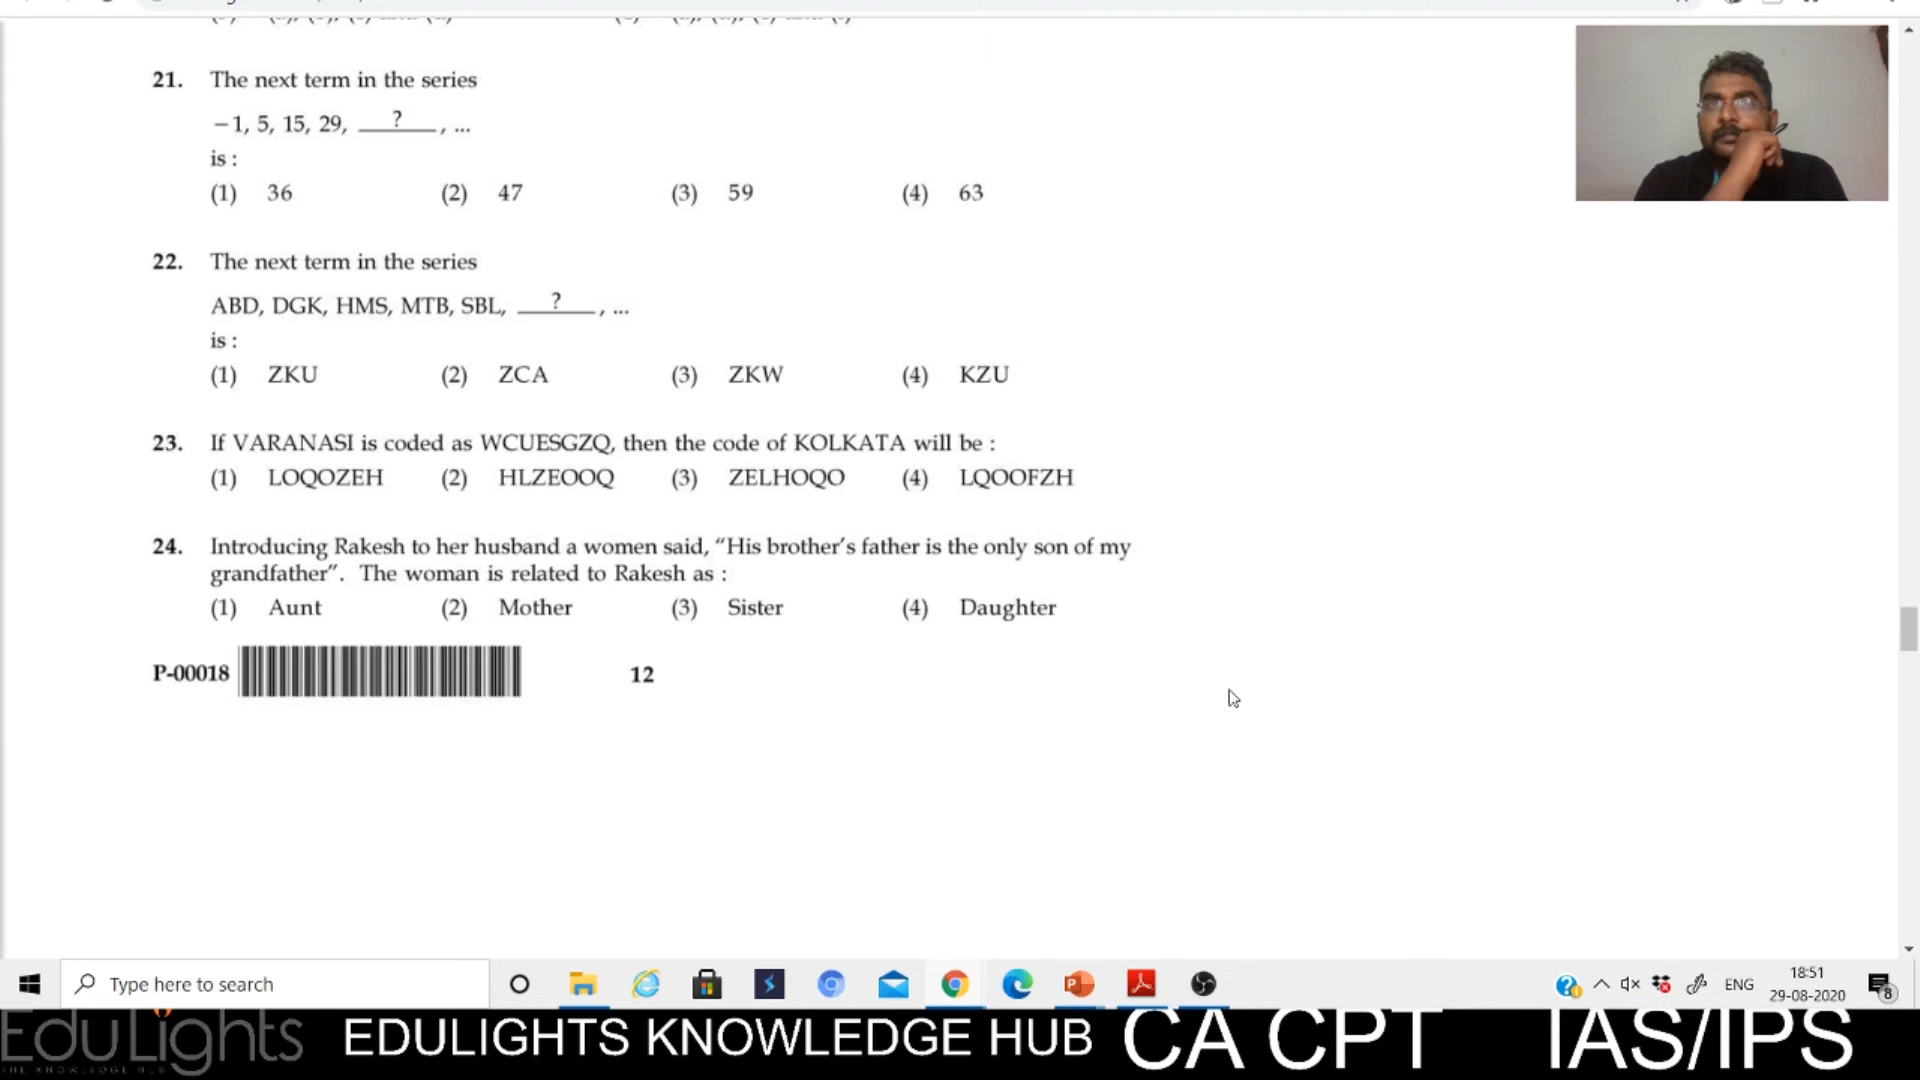 21. The next term in the series
−1, 5, 15, 29, ? , ...
is :
(1) 36 (2) 47 (3) 59 (4) 63
22. The next term in the series
ABD, DGK, HMS, MTB, SBL, ? , ...
is :
(1) ZKU (2) ZCA (3) ZKW (4) KZU
23. If VARANASI is coded as WCUESGZQ, then the code of KOLKATA will be :
(1) LOQOZEH (2) HLZEOOQ (3) ZELHOQO (4) LQOOFZH
24. Introducing Rakesh to her husband a women said, “His brother’s father is the only son of my
grandfather”. The woman is related to Rakesh as :
(1) Aunt (2) Mother (3) Sister (4) Daughter
P-00018 12
Type here to search
ENG
18:51
29-08-2020
8
EduLights
THE KNOWLEDGE HUB
EDULIGHTS KNOWLEDGE HUB CA CPT IAS/IPS